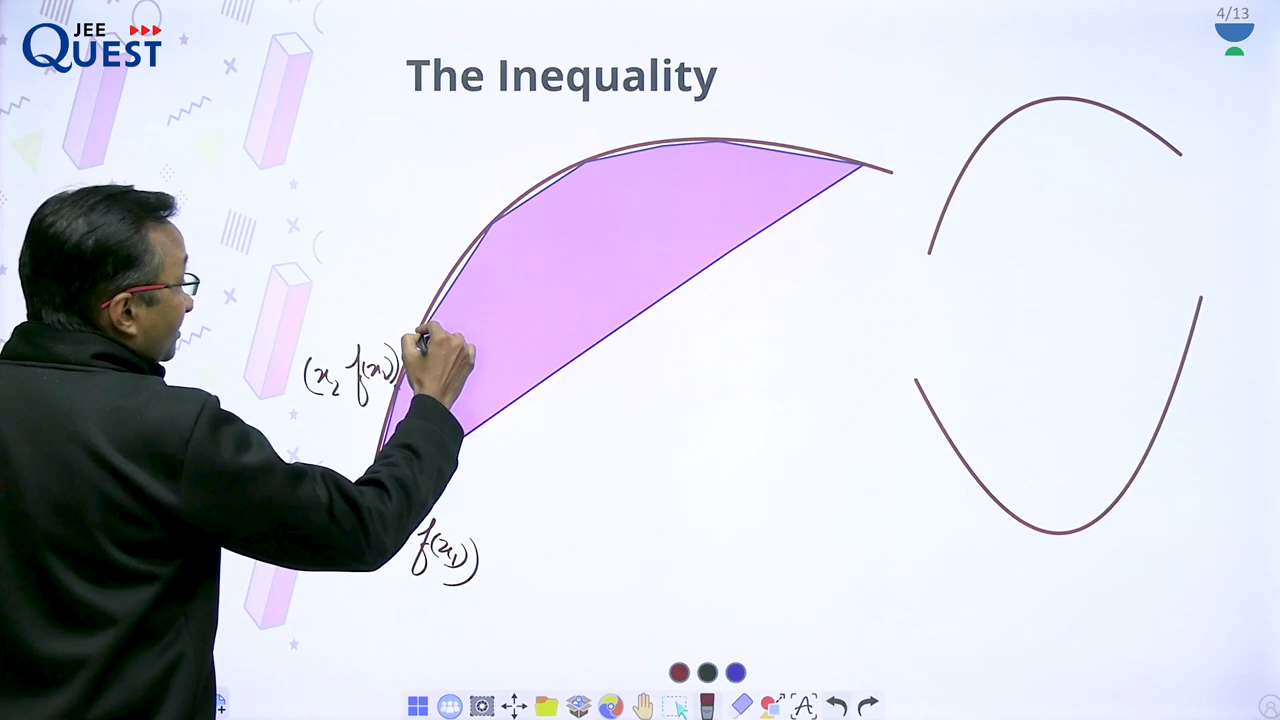 JEE
QUEST
4/13
The Inequality
(x₂ f(x₂))
f(x₁))